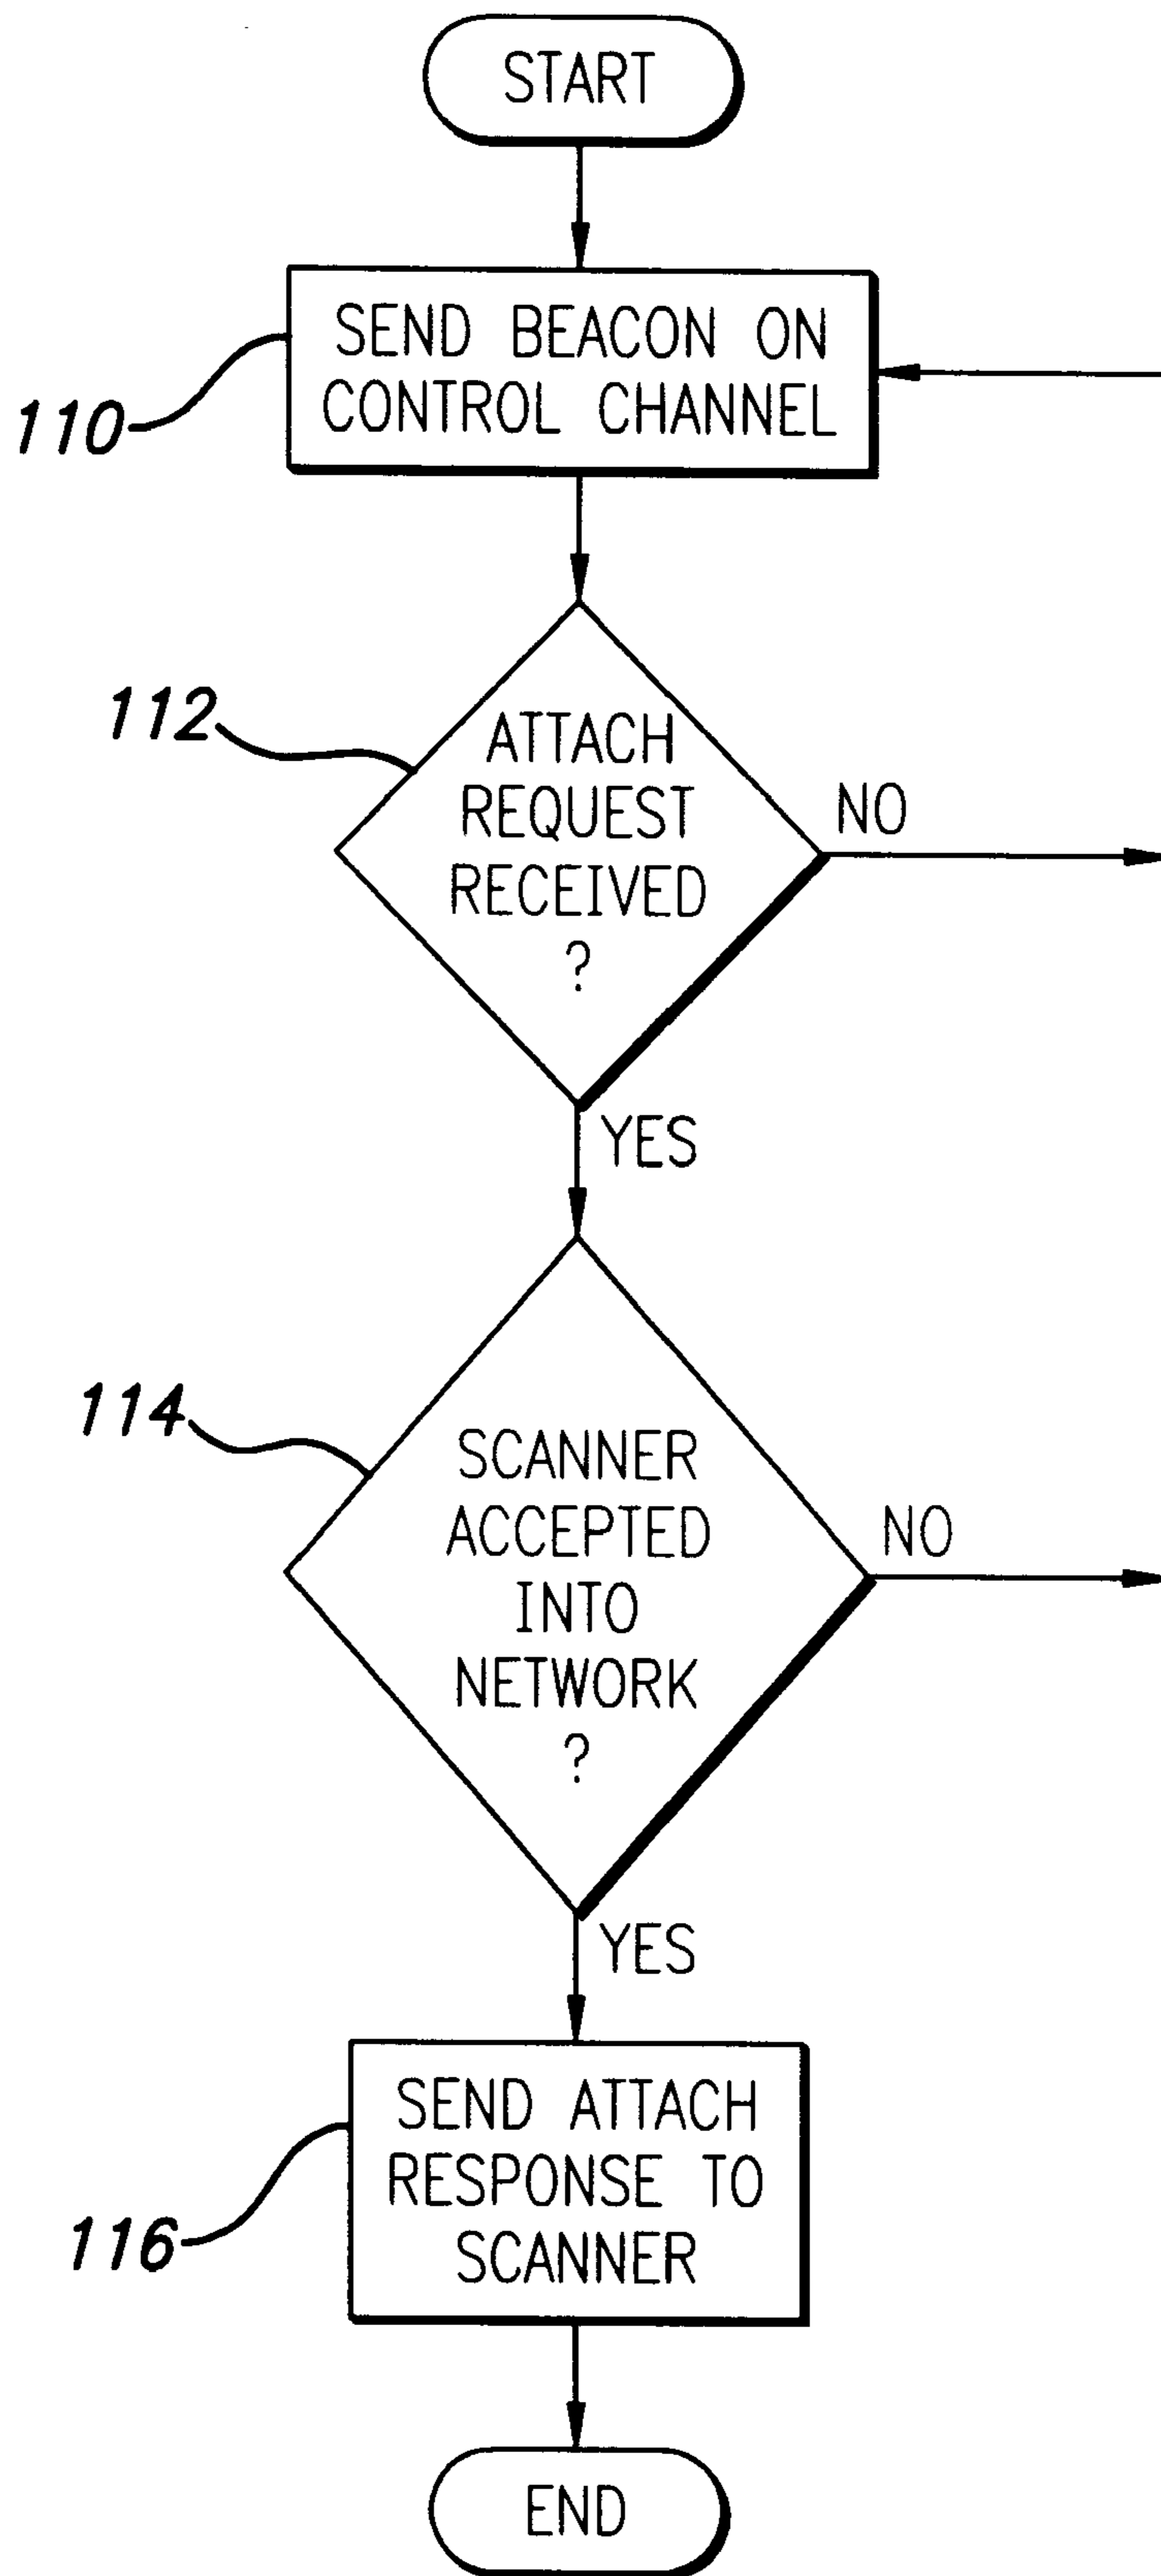 START
SEND BEACON ON
CONTROL CHANNEL
110
112
ATTACH
REQUEST
RECEIVED
?
NO
YES
114
SCANNER
ACCEPTED
INTO
NETWORK
?
NO
YES
SEND ATTACH
RESPONSE TO
SCANNER
116
END